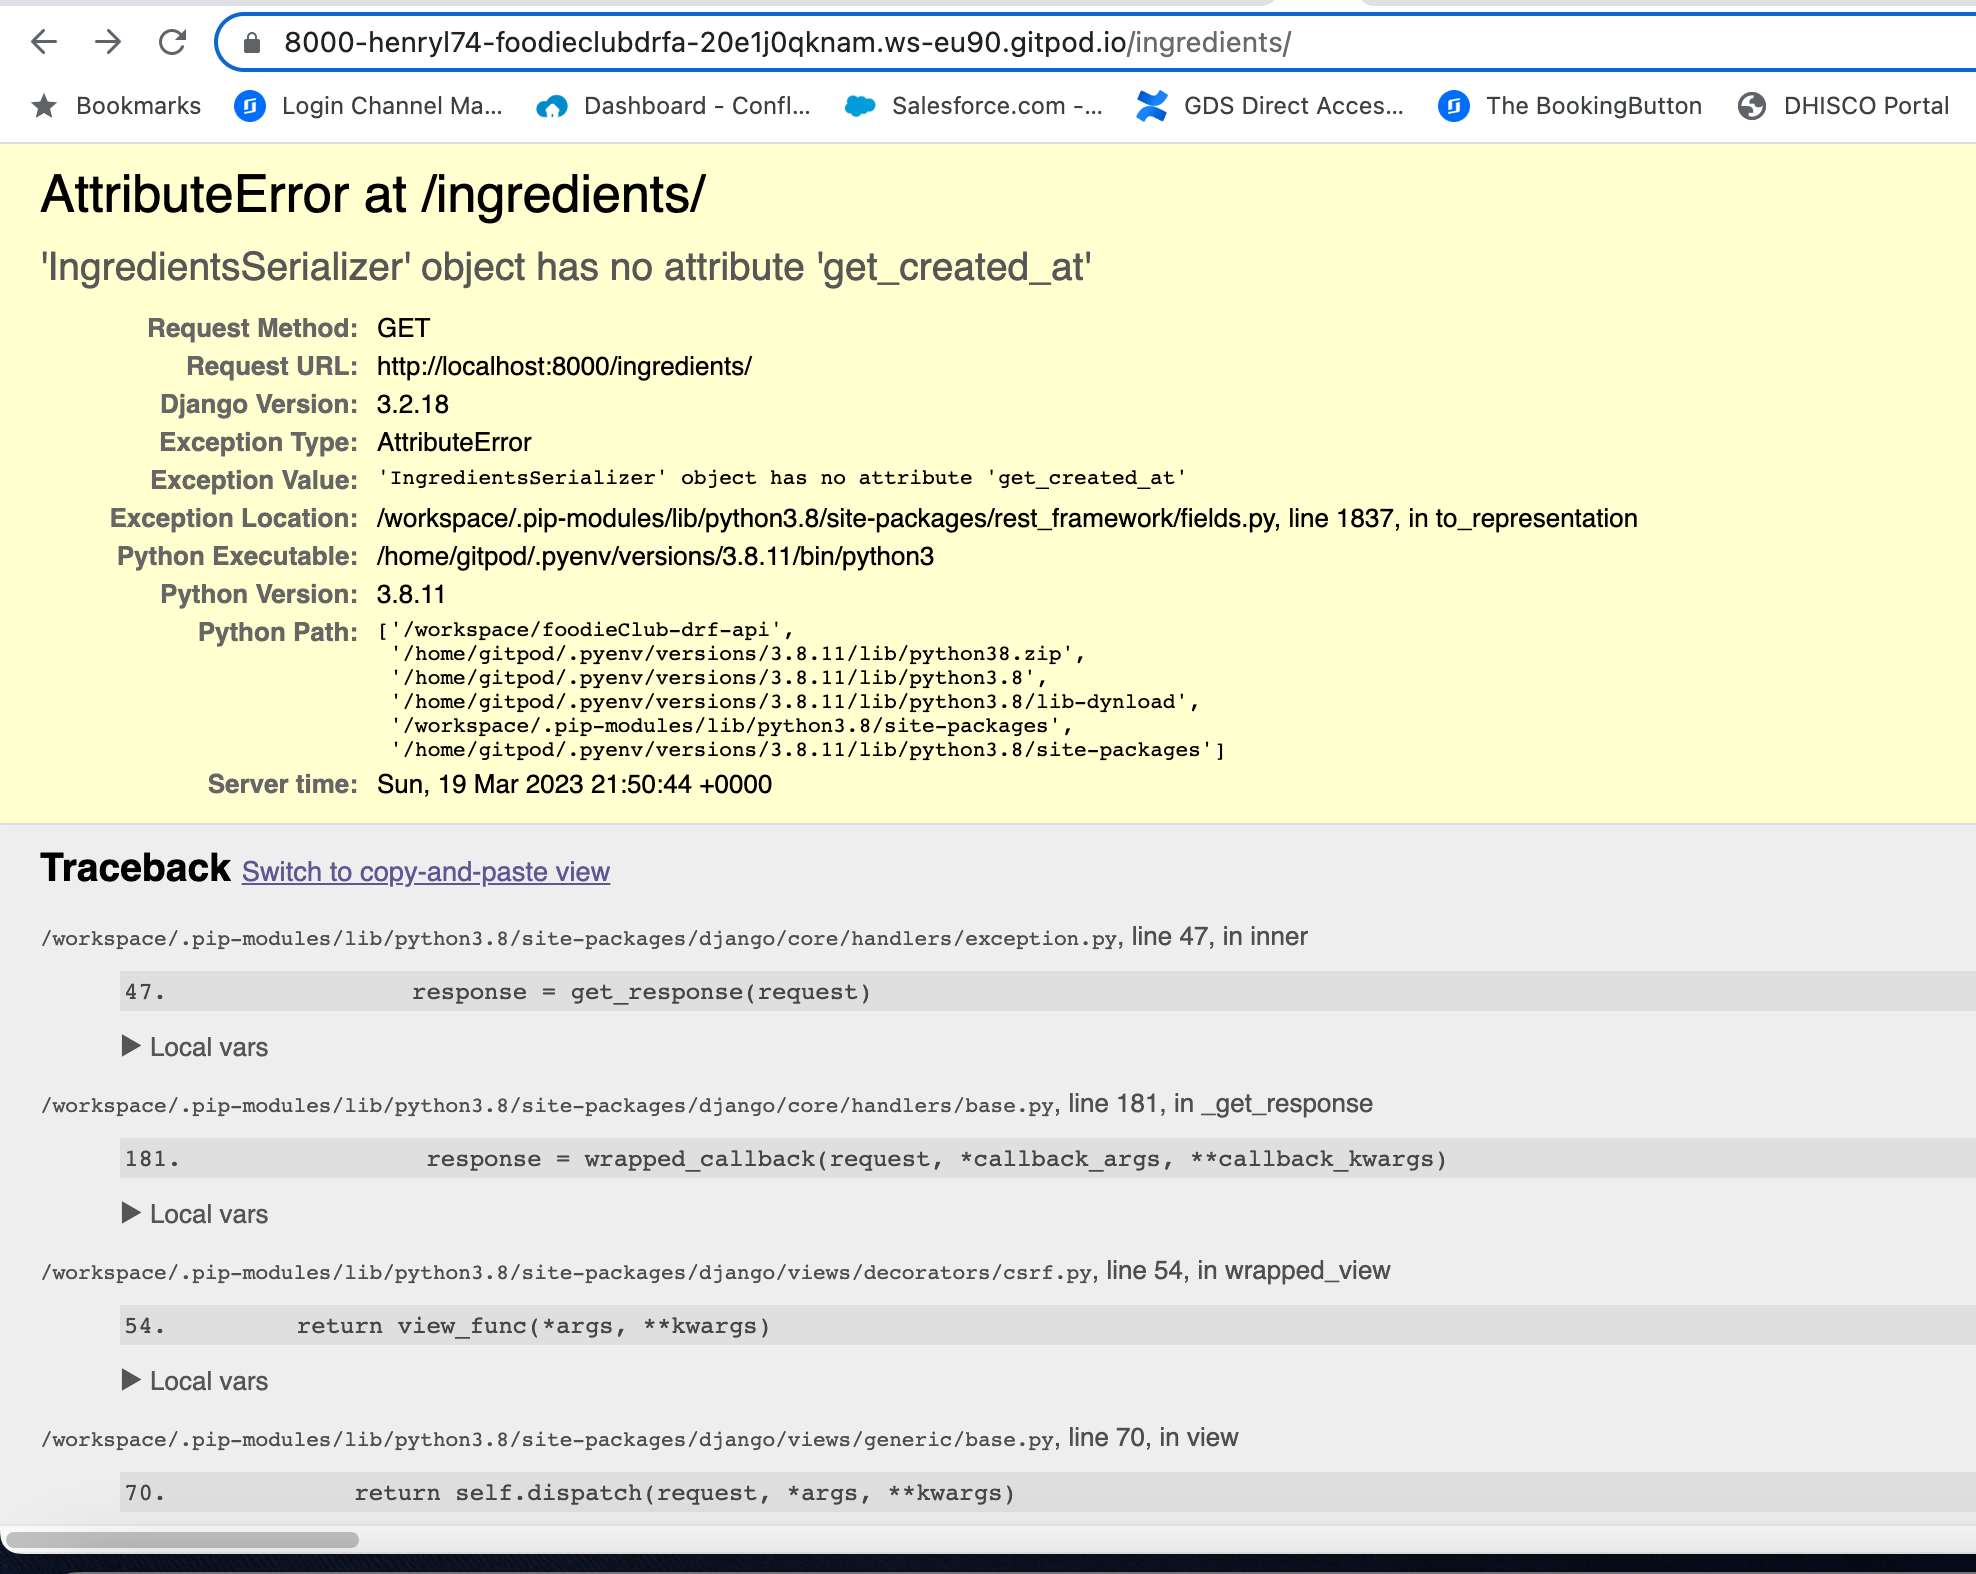 8000-henryl74-foodieclubdrfa-20e1j0qknam.ws-eu90.gitpod.io/ingredients/
Bookmarks Login Channel Ma... Dashboard - Confl... Salesforce.com -... GDS Direct Acces... The BookingButton DHISCO Portal
AttributeError at /ingredients/
'IngredientsSerializer' object has no attribute 'get_created_at'
Request Method: GET
Request URL: http://localhost:8000/ingredients/
Django Version: 3.2.18
Exception Type: AttributeError
Exception Value: 'IngredientsSerializer' object has no attribute 'get_created_at'
Exception Location: /workspace/.pip-modules/lib/python3.8/site-packages/rest_framework/fields.py, line 1837, in to_representation
Python Executable: /home/gitpod/.pyenv/versions/3.8.11/bin/python3
Python Version: 3.8.11
Python Path: ['/workspace/foodieClub-drf-api',
'/home/gitpod/.pyenv/versions/3.8.11/lib/python38.zip',
'/home/gitpod/.pyenv/versions/3.8.11/lib/python3.8',
'/home/gitpod/.pyenv/versions/3.8.11/lib/python3.8/lib-dynload',
'/workspace/.pip-modules/lib/python3.8/site-packages',
'/home/gitpod/.pyenv/versions/3.8.11/lib/python3.8/site-packages']
Server time: Sun, 19 Mar 2023 21:50:44 +0000
Traceback Switch to copy-and-paste view
/workspace/.pip-modules/lib/python3.8/site-packages/django/core/handlers/exception.py, line 47, in inner
47. response = get_response(request)
▶ Local vars
/workspace/.pip-modules/lib/python3.8/site-packages/django/core/handlers/base.py, line 181, in _get_response
181. response = wrapped_callback(request, *callback_args, **callback_kwargs)
▶ Local vars
/workspace/.pip-modules/lib/python3.8/site-packages/django/views/decorators/csrf.py, line 54, in wrapped_view
54. return view_func(*args, **kwargs)
▶ Local vars
/workspace/.pip-modules/lib/python3.8/site-packages/django/views/generic/base.py, line 70, in view
70. return self.dispatch(request, *args, **kwargs)